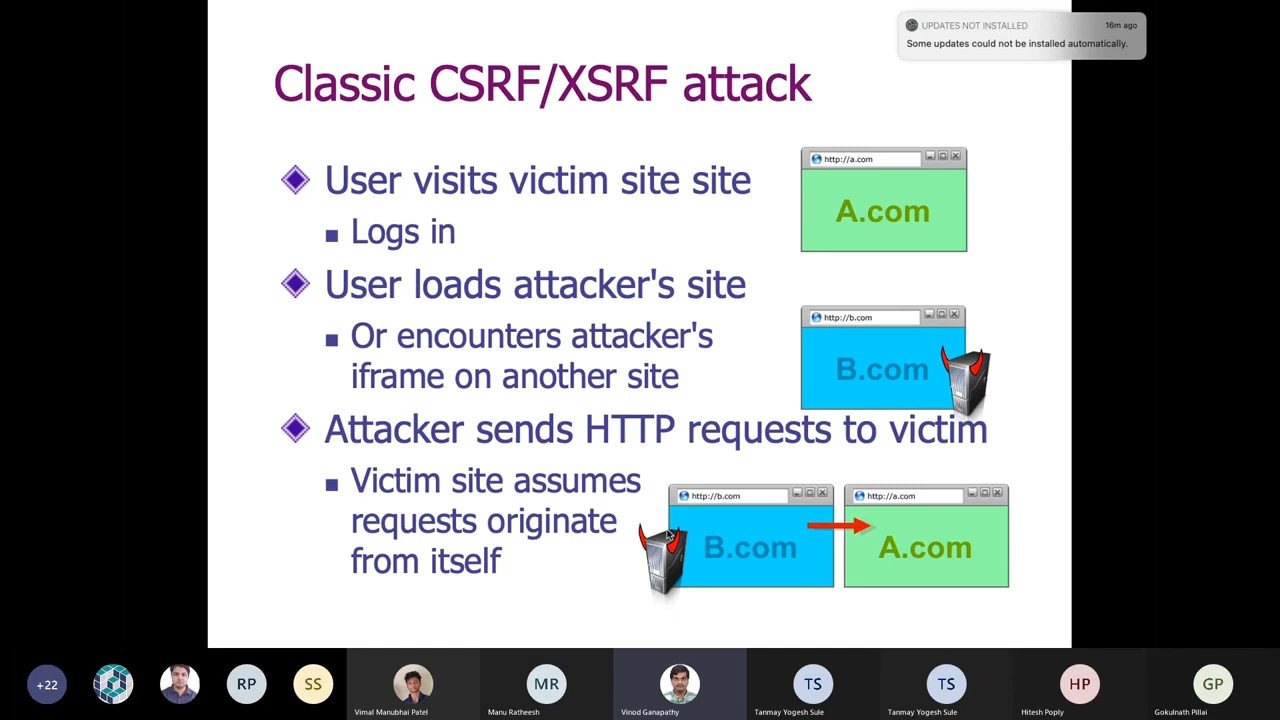 UPDATES NOT INSTALLED
16m ago
Some updates could not be installed automatically.
Classic CSRF/XSRF attack
User visits victim site site
Logs in
http://a.com
A.com
User loads attacker's site
Or encounters attacker's
iframe on another site
http://b.com
B.com
Attacker sends HTTP requests to victim
Victim site assumes
requests originate
from itself
http://b.com
B.com
http://a.com
A.com
+22
RP
SS
Vimal Manubhai Patel
MR
Manu Ratheesh
Vinod Ganapathy
TS
Tanmay Yogesh Sule
TS
Tanmay Yogesh Sule
HP
Hitesh Poply
GP
Gokulnath Pillai